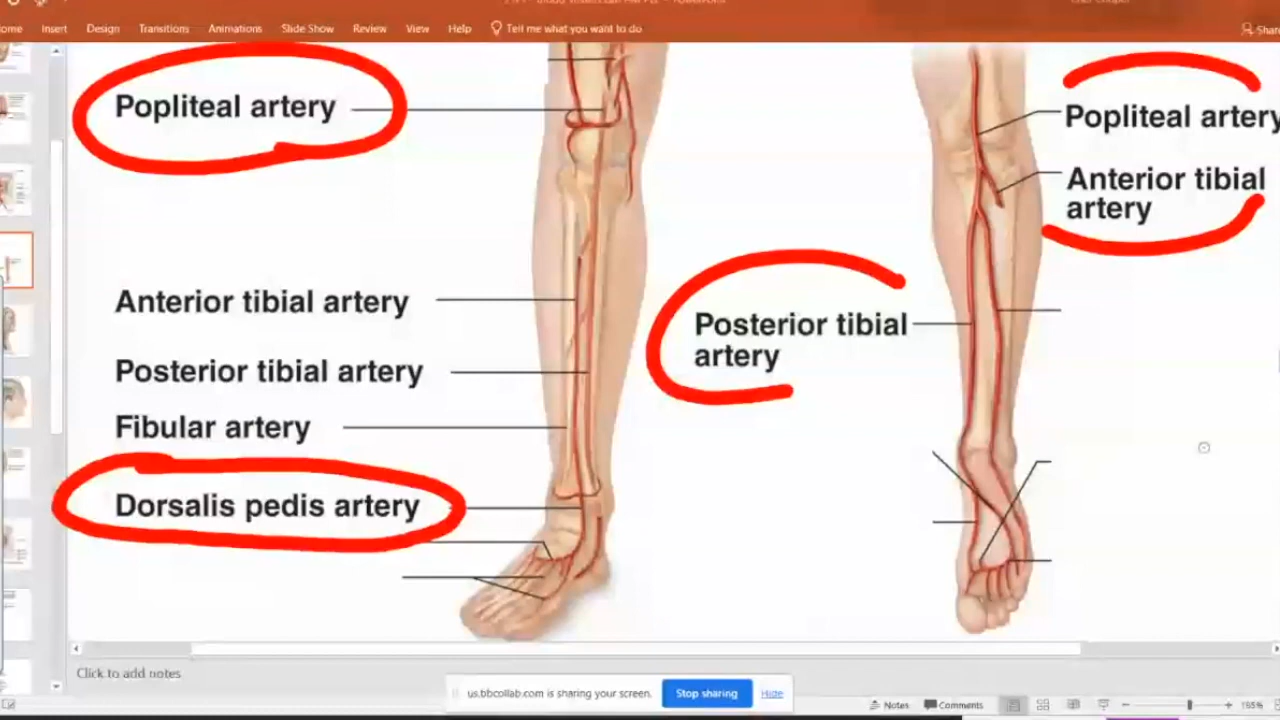 Insert Design Transitions Animations Slide Show Review View Help Tell me what you want to do
Popliteal artery
Anterior tibial artery
Posterior tibial artery
Fibular artery
Dorsalis pedis artery
Popliteal artery
Anterior tibial
artery
Posterior tibial
artery
Click to add notes
us.bbcollab.com is sharing your screen. Stop sharing Hide
Notes Comments